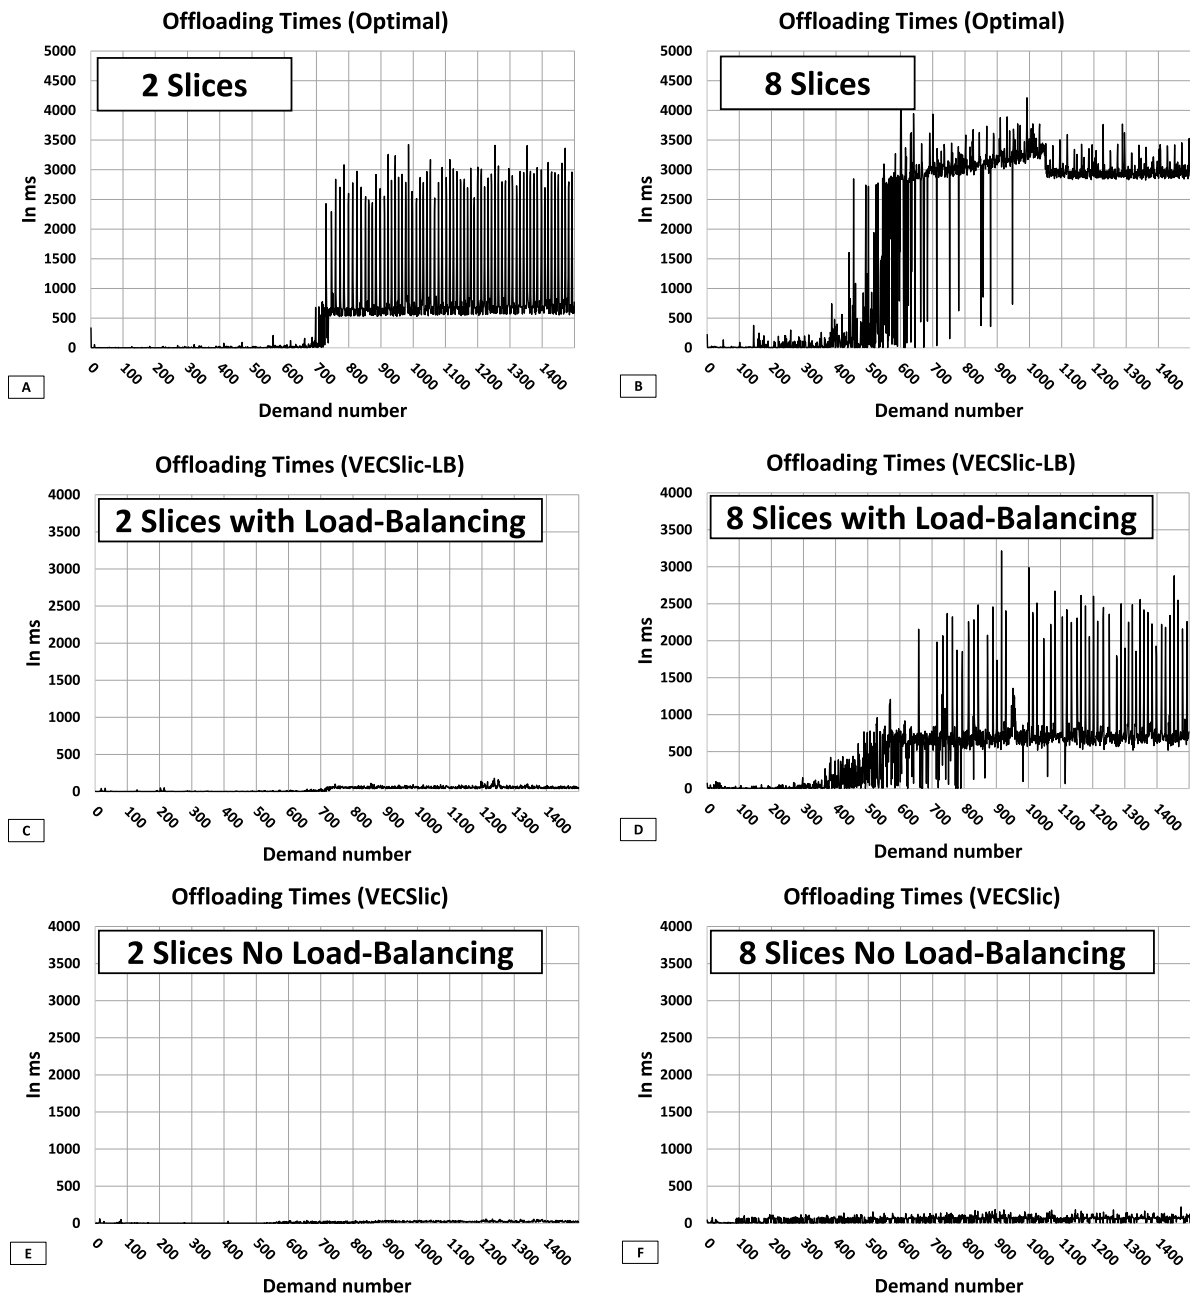 Offloading Times (Optimal)
5000
4500
4000
3500
3000
2500
2000
1500
1000
500
0
In ms
2 Slices
0 100 200 300 400 500 600 700 800 900 1000 1100 1200 1300 1400
Demand number
A
Offloading Times (Optimal)
5000
4500
4000
3500
3000
2500
2000
1500
1000
500
0
In ms
8 Slices
0 100 200 300 400 500 600 700 800 900 1000 1100 1200 1300 1400
Demand number
B
Offloading Times (VECSlic-LB)
4000
3500
3000
2500
2000
1500
1000
500
0
In ms
2 Slices with Load-Balancing
0 100 200 300 400 500 600 700 800 900 1000 1100 1200 1300 1400
Demand number
C
Offloading Times (VECSlic-LB)
4000
3500
3000
2500
2000
1500
1000
500
0
In ms
8 Slices with Load-Balancing
0 100 200 300 400 500 600 700 800 900 1000 1100 1200 1300 1400
Demand number
D
Offloading Times (VECSlic)
4000
3500
3000
2500
2000
1500
1000
500
0
In ms
2 Slices No Load-Balancing
0 100 200 300 400 500 600 700 800 900 1000 1100 1200 1300 1400
Demand number
E
Offloading Times (VECSlic)
4000
3500
3000
2500
2000
1500
1000
500
0
In ms
8 Slices No Load-Balancing
0 100 200 300 400 500 600 700 800 900 1000 1100 1200 1300 1400
Demand number
F